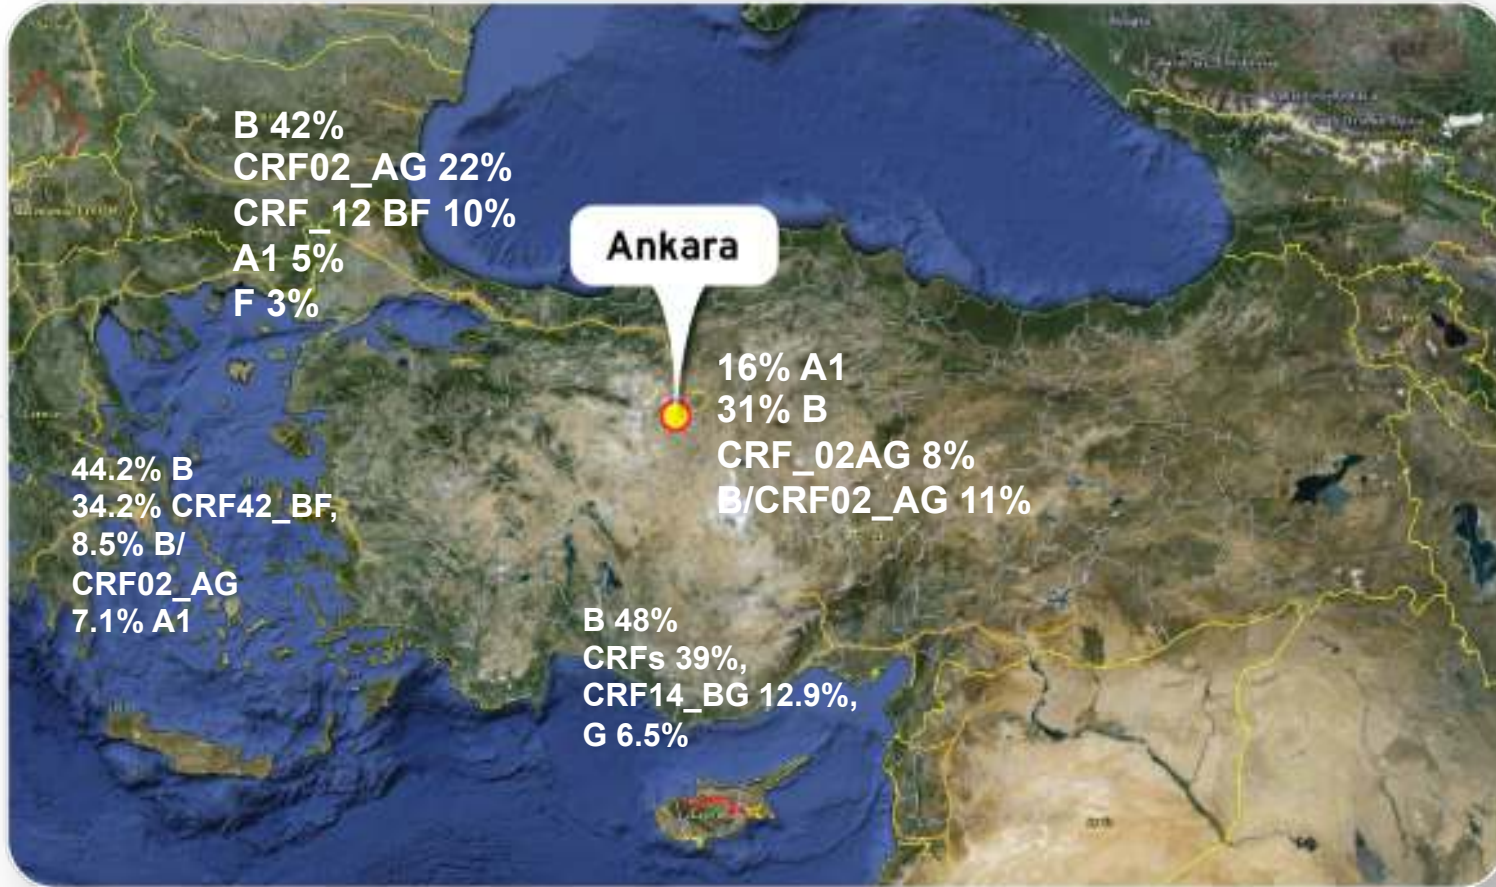 B 42%
CRF02_AG 22%
CRF_12 BF 10%
A1 5%
F 3%
Ankara
16% A1
31% B
CRF_02AG 8%
B/CRF02_AG 11%
44.2% B
34.2% CRF42_BF,
8.5% B/
CRF02_AG
7.1% A1
B 48%
CRFs 39%,
CRF14_BG 12.9%,
G 6.5%